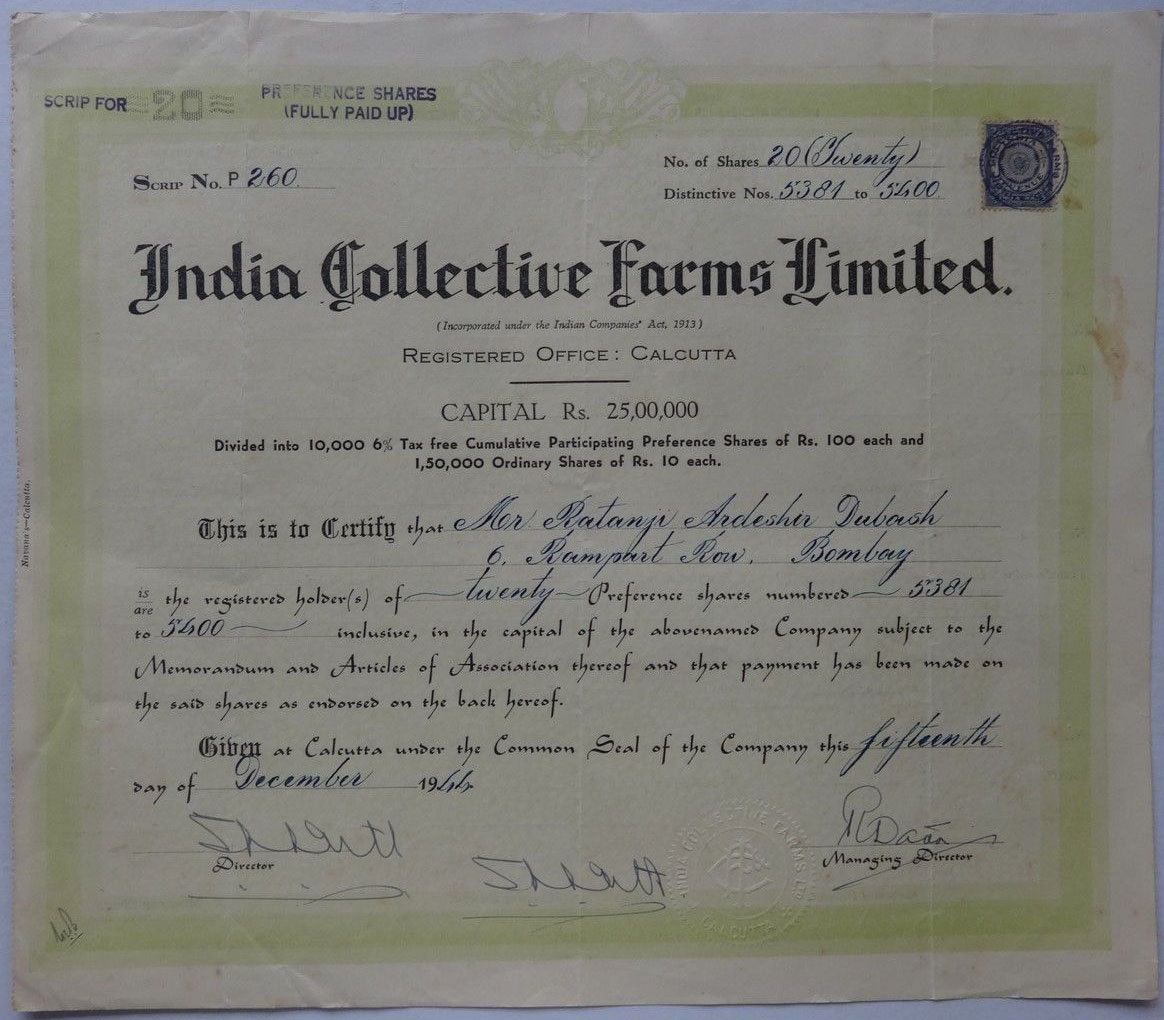 SCRIP FOR 20
PREFERENCE SHARES
(FULLY PAID UP)
Scrip No. P 260
No. of Shares 20 (Twenty)
Distinctive Nos. 5381 to 5400
India Collective Farms Limited.
(Incorporated under the Indian Companies' Act, 1913)
Registered Office: Calcutta
CAPITAL Rs. 25,00,000
Divided into 10,000 6% Tax free Cumulative Participating Preference Shares of Rs. 100 each and
1,50,000 Ordinary Shares of Rs. 10 each.
This is to Certify that Mr Ratanji Ardeshir Dubash
6, Rampart Row, Bombay
is/are the registered holder(s) of twenty Preference shares numbered 5381
to 5400 inclusive, in the capital of the abovenamed Company subject to the
Memorandum and Articles of Association thereof and that payment has been made on
the said shares as endorsed on the back hereof.
Given at Calcutta under the Common Seal of the Company this fifteenth
day of December 1944
Director
Managing Director
COLLECTIVE FARMS LTD
CALCUTTA
Navana's—Calcutta.